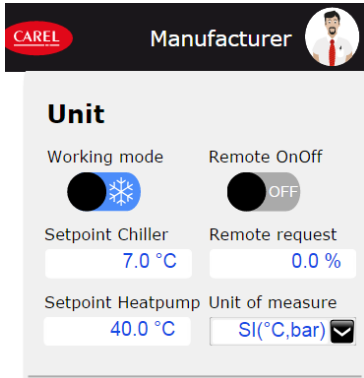 CAREL
Manufacturer
Unit
Working mode
Remote OnOff
OFF
Setpoint Chiller
Remote request
7.0 °C
0.0 %
Setpoint Heatpump
Unit of measure
40.0 °C
SI(°C,bar)